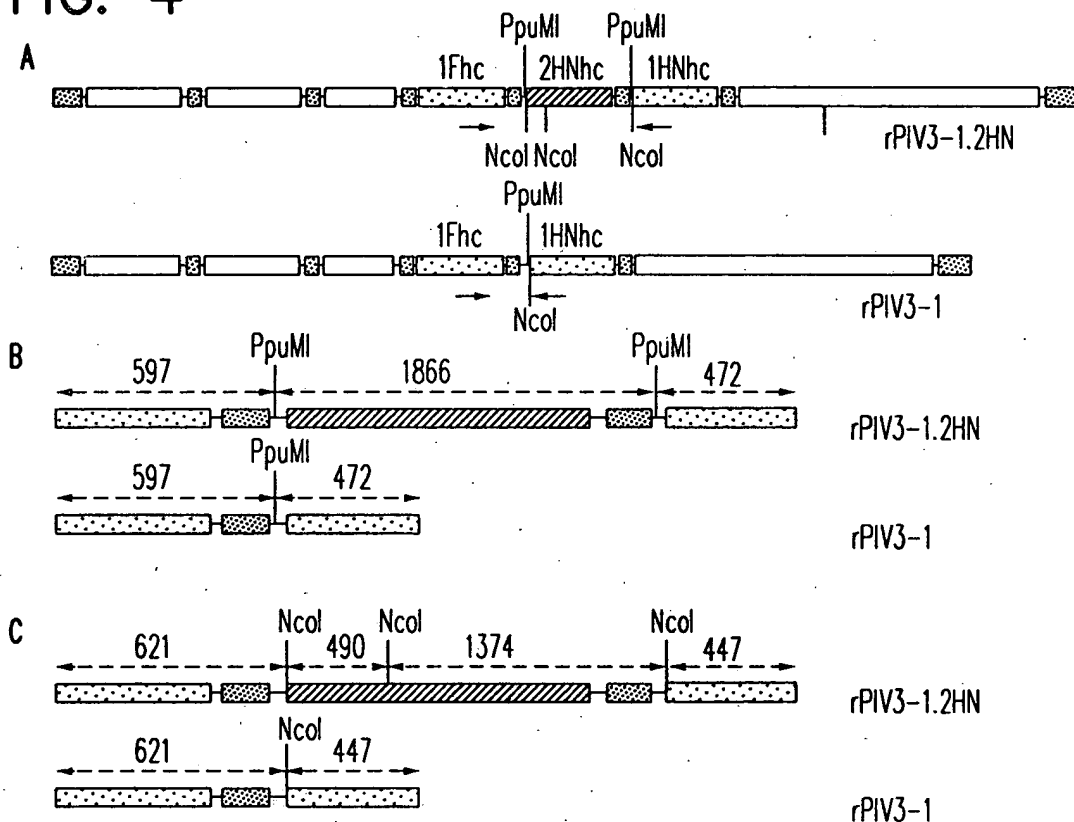 FIG. 4
A
PpuMI PpuMI
1Fhc 2HNhc 1HNhc
rPIV3-1.2HN
NcoI NcoI NcoI
PpuMI
1Fhc 1HNhc
rPIV3-1
NcoI
B
PpuMI PpuMI
597 1866 472
rPIV3-1.2HN
PpuMI
597 472
rPIV3-1
C
NcoI NcoI NcoI
621 490 1374 447
rPIV3-1.2HN
NcoI
621 447
rPIV3-1